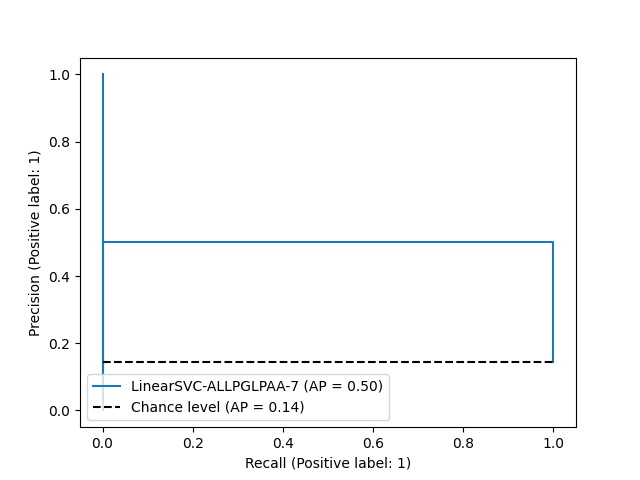 1.0
0.8
0.6
0.4
0.2
0.0
Precision (Positive label: 1)
LinearSVC-ALLPGLPAA-7 (AP = 0.50)
Chance level (AP = 0.14)
0.0 0.2 0.4 0.6 0.8 1.0
Recall (Positive label: 1)